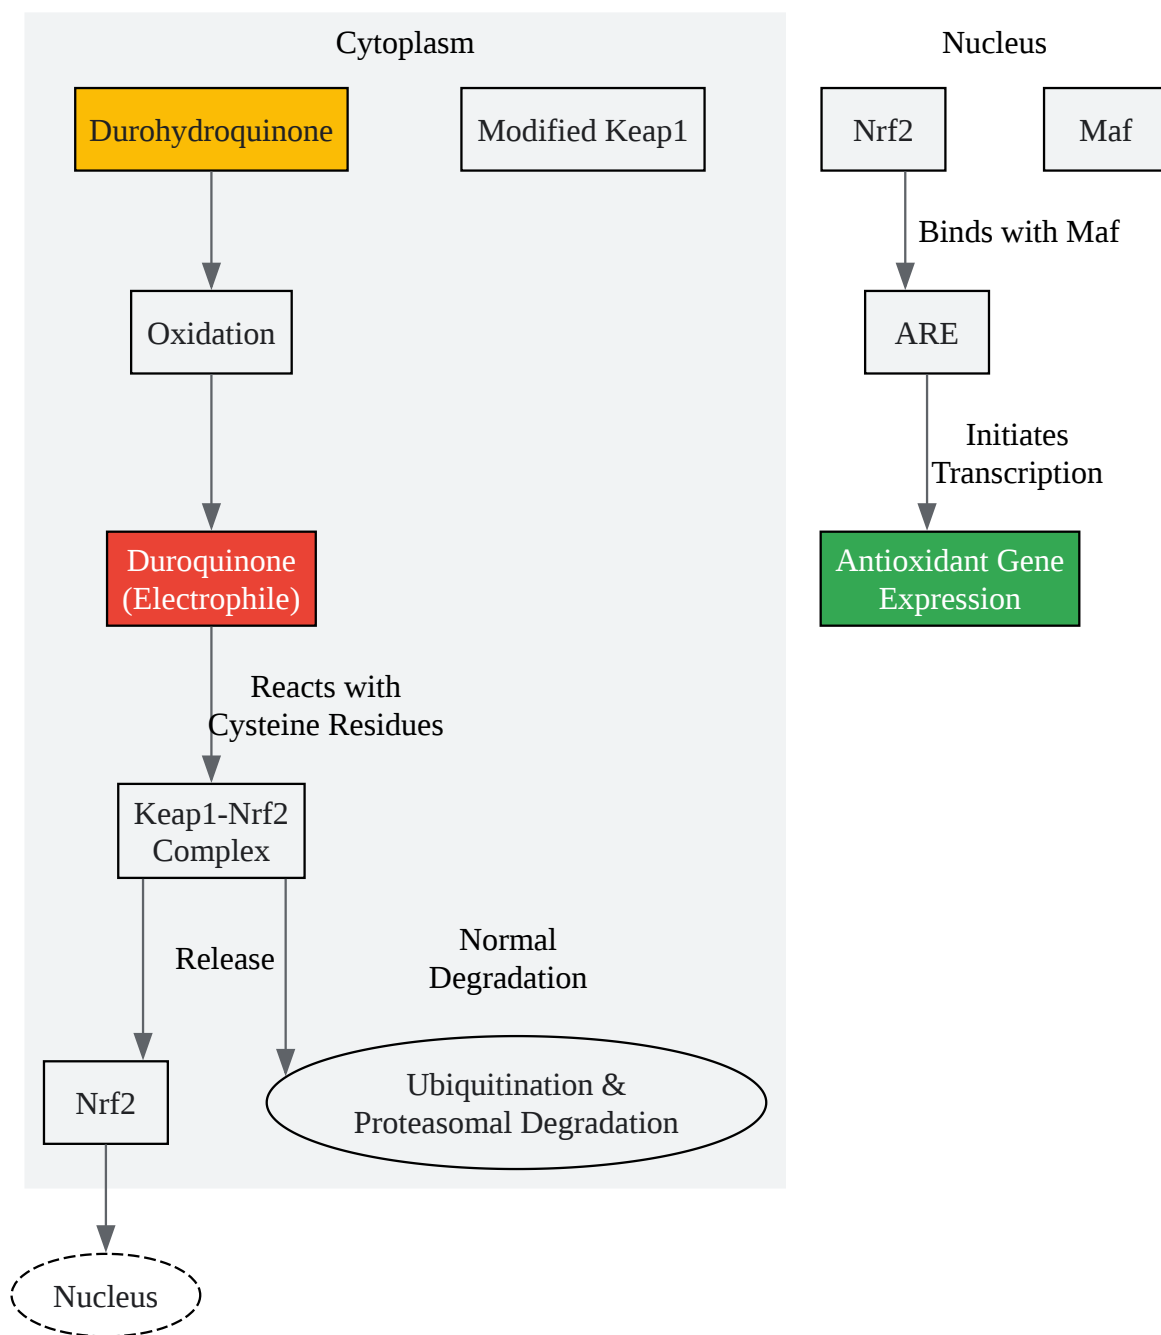 Cytoplasm
Durohydroquinone
Modified Keap1
Oxidation
Duroquinone
(Electrophile)
Reacts with
Cysteine Residues
Keap1-Nrf2
Complex
Release
Normal
Degradation
Nrf2
Ubiquitination &
Proteasomal Degradation
Nucleus
Nucleus
Nrf2
Maf
Binds with Maf
ARE
Initiates
Transcription
Antioxidant Gene
Expression